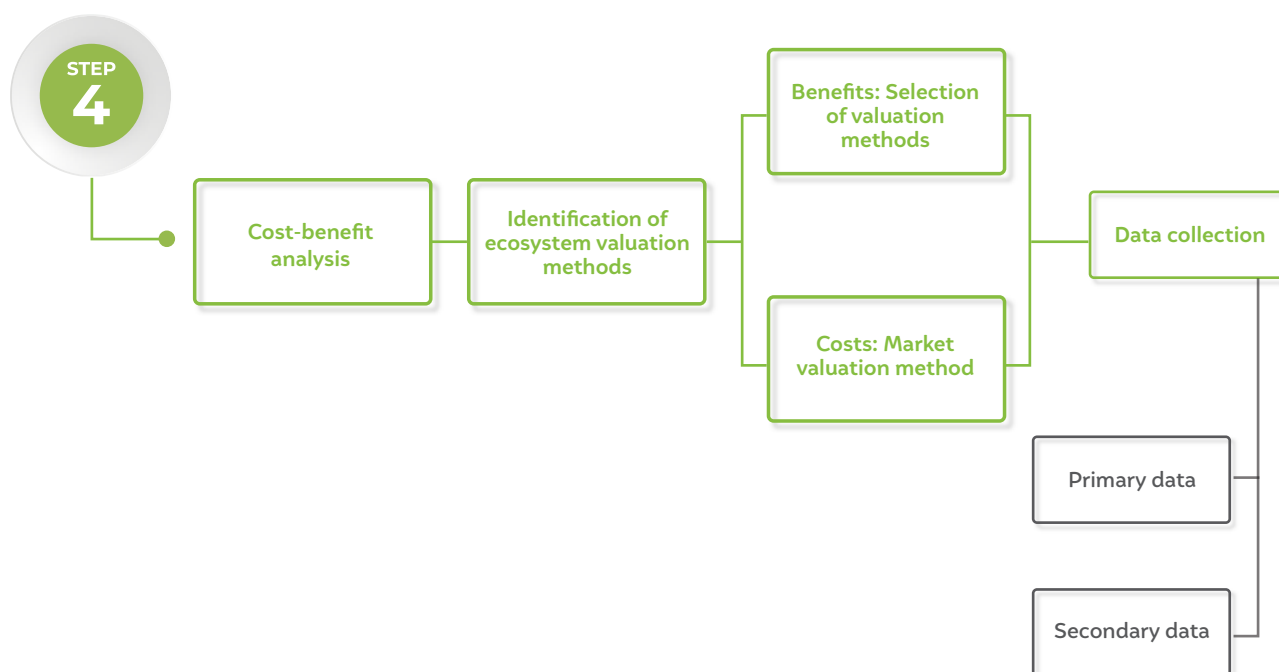 STEP
4
Cost-benefit
analysis
Identification of
ecosystem valuation
methods
Benefits: Selection
of valuation
methods
Costs: Market
valuation method
Data collection
Primary data
Secondary data